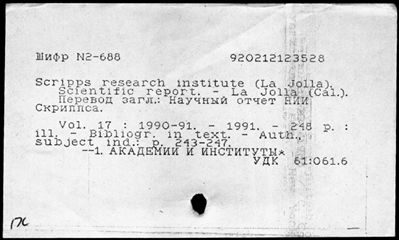 Шифр N2-688 920212123528
Scripps research institute (La Jolla).
Scientific report. - La Jolla (Cal.).
Перевод загл.: Научный отчет НИИ
Скриппса.
Vol. 17 : 1990-91. - 1991. - 248 p. :
ill. - Bibliogr. in text. - Auth.,
subject ind.: p. 243-247.
--1. АКАДЕМИИ И ИНСТИТУТЫ*
УДК 61:061.6